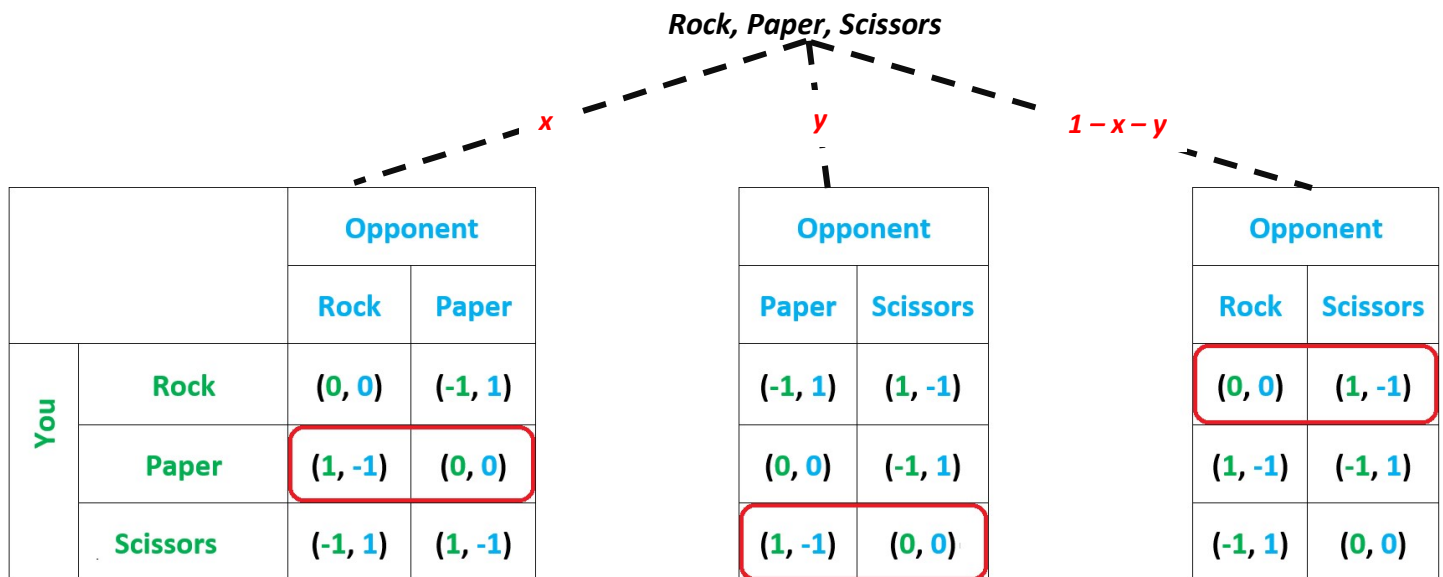 Rock, Paper, Scissors
x y 1 – x – y
Opponent Opponent Opponent
Rock Paper Paper Scissors Rock Scissors
You
Rock (0, 0) (-1, 1) (-1, 1) (1, -1) (0, 0) (1, -1)
Paper (1, -1) (0, 0) (0, 0) (-1, 1) (1, -1) (-1, 1)
Scissors (-1, 1) (1, -1) (1, -1) (0, 0) (-1, 1) (0, 0)